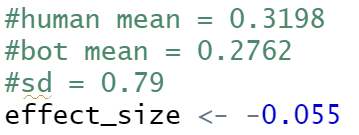 #human mean = 0.3198
#bot mean = 0.2762
#sd = 0.79
effect_size <- -0.055